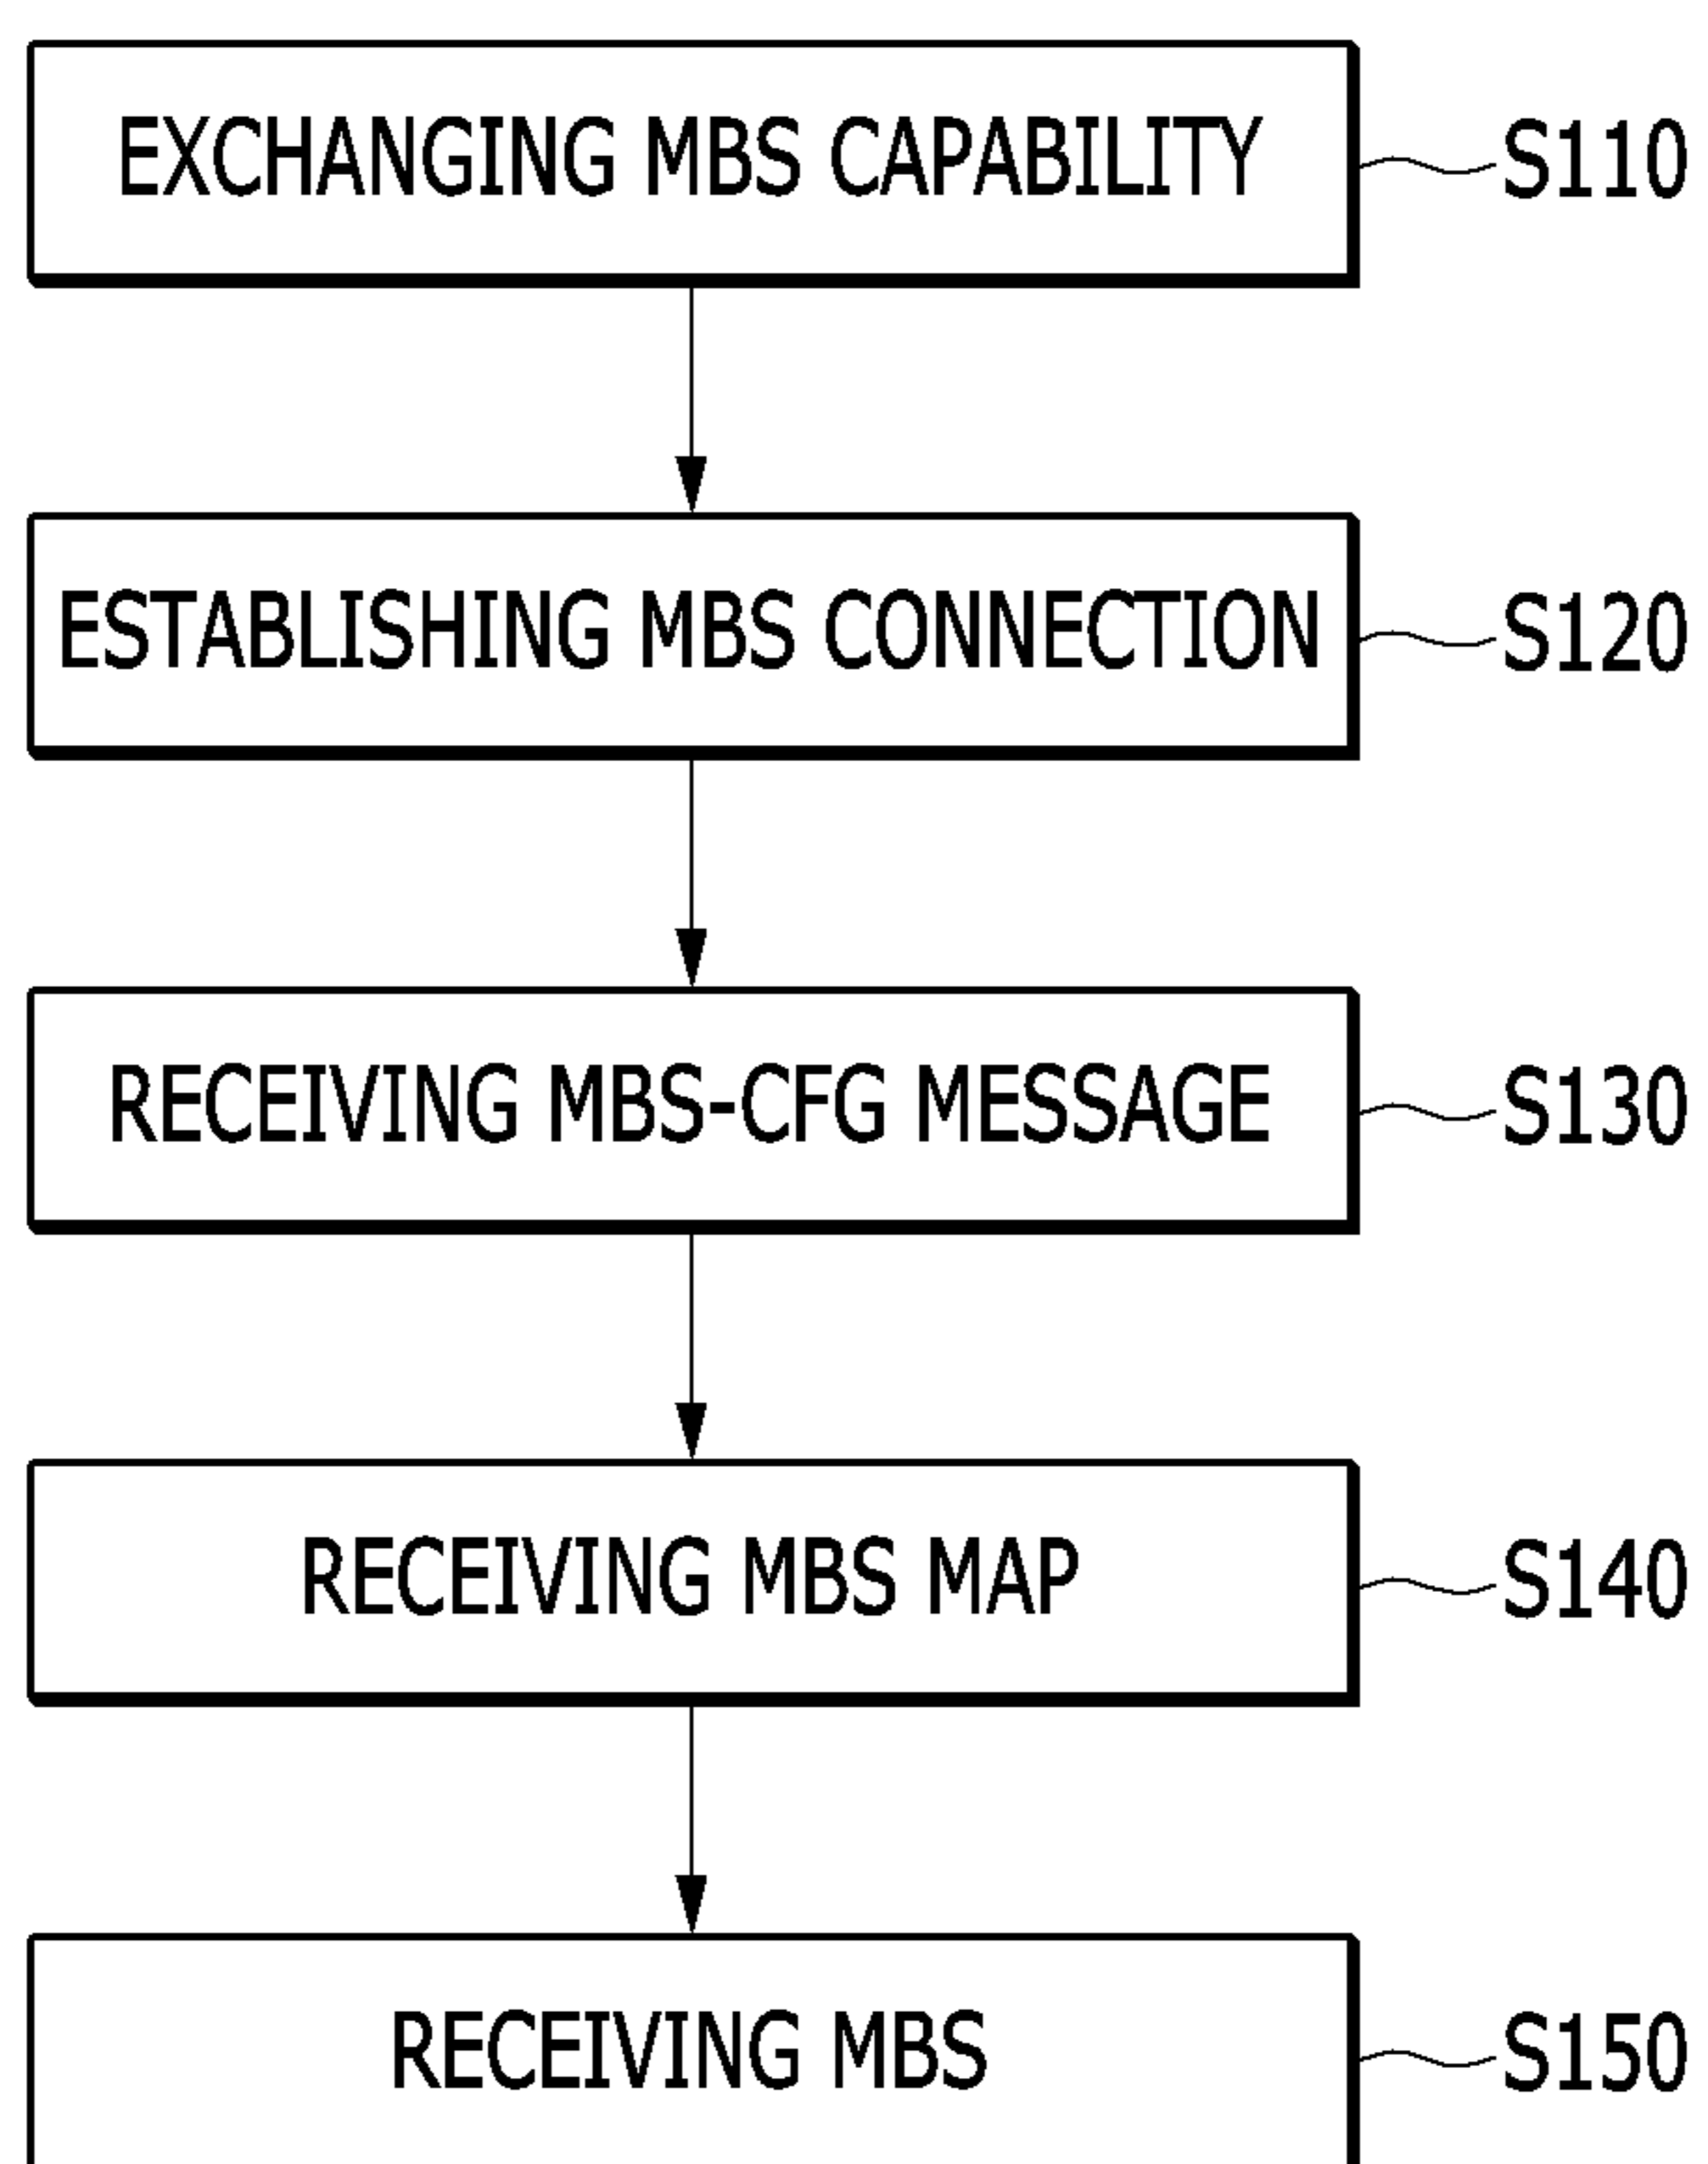 EXCHANGING MBS CAPABILITY S110
ESTABLISHING MBS CONNECTION S120
RECEIVING MBS-CFG MESSAGE S130
RECEIVING MBS MAP S140
RECEIVING MBS S150